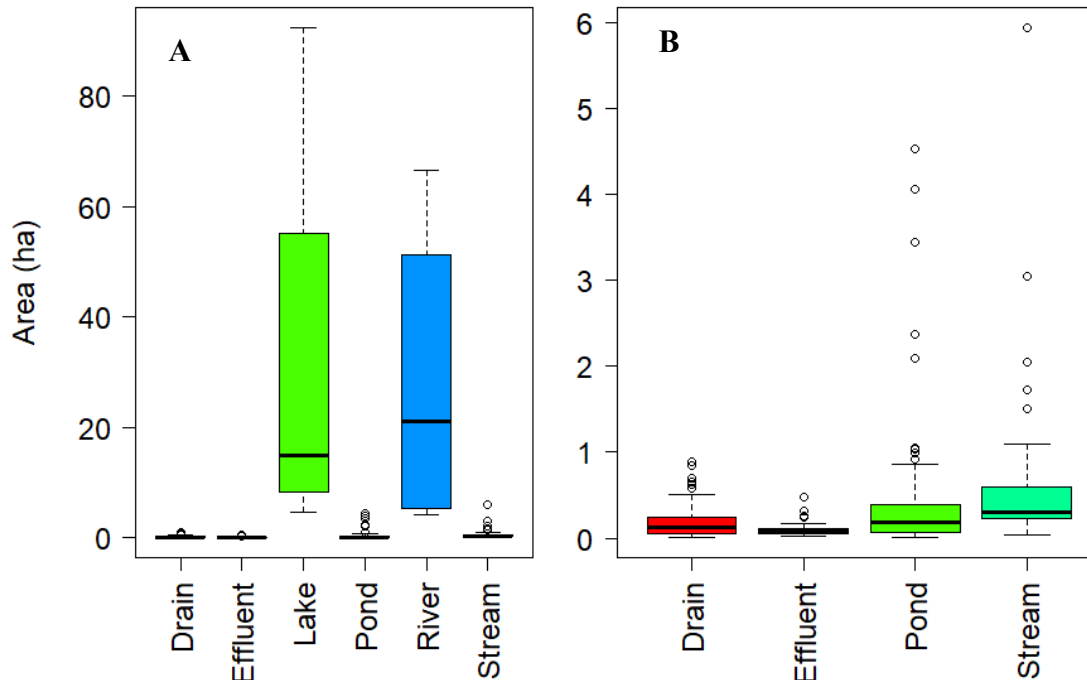 A
Area (ha)
80
60
40
20
0
Drain
Effluent
Lake
Pond
River
Stream
B
6
5
4
3
2
1
0
Drain
Effluent
Pond
Stream